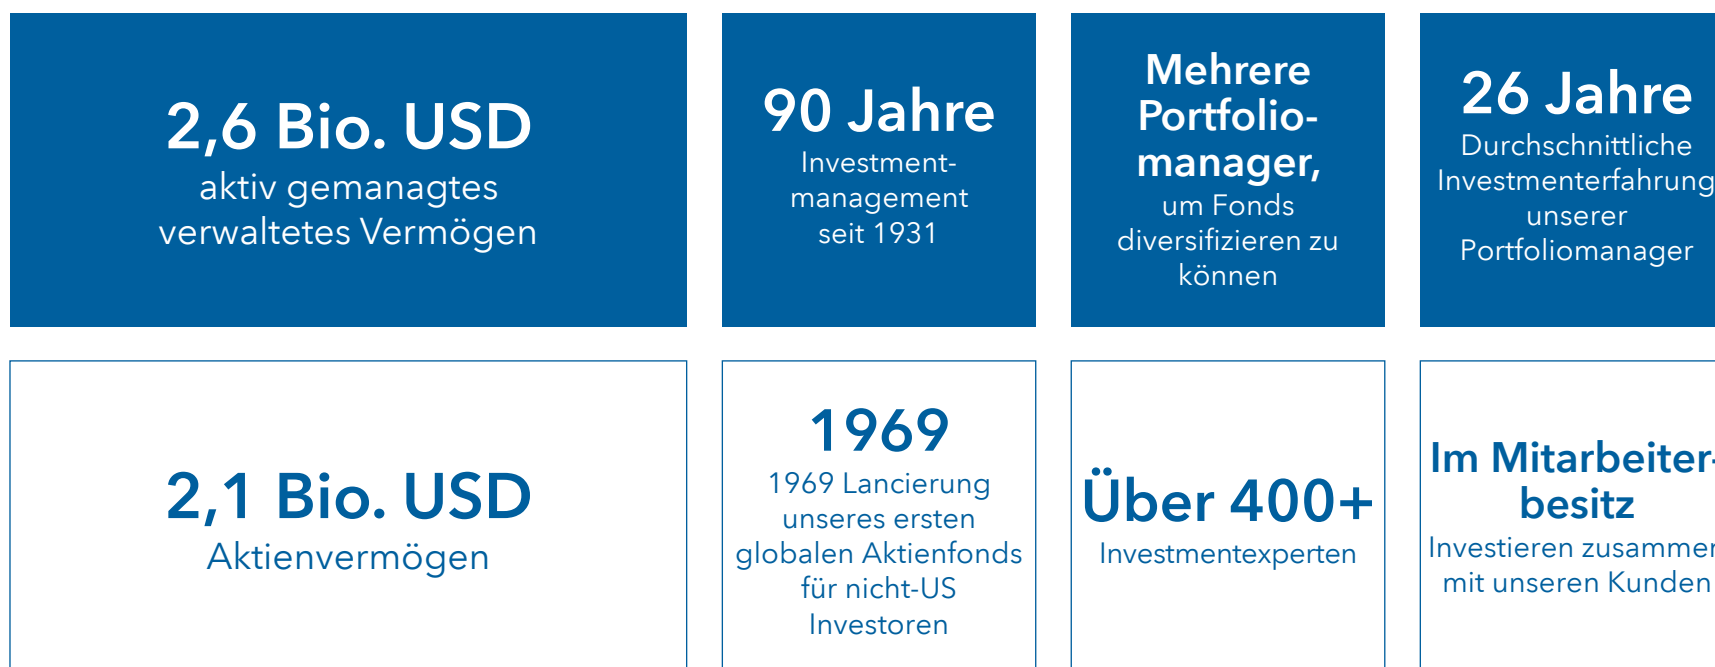 2,6 Bio. USD
aktiv gemanagtes
verwaltetes Vermögen
90 Jahre
Investment-
management
seit 1931
Mehrere
Portfolio-
manager,
um Fonds
diversifizieren zu
können
26 Jahre
Durchschnittliche
Investmenterfahrung
unserer
Portfoliomanager
2,1 Bio. USD
Aktienvermögen
1969
1969 Lancierung
unseres ersten
globalen Aktienfonds
für nicht-US
Investoren
Über 400+
Investmentexperten
Im Mitarbeiter-
besitz
Investieren zusammen
mit unseren Kunden